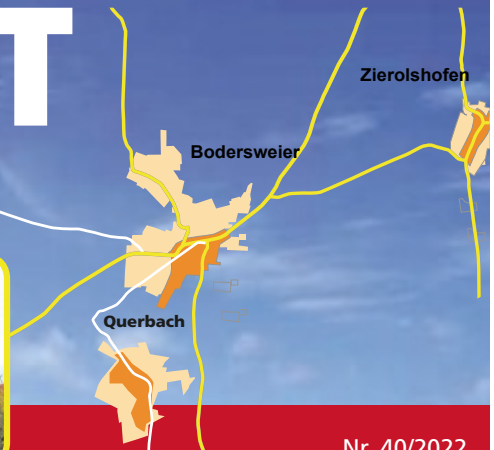 T
Zierolshofen
Bodersweier
Querbach
Nr. 40/2022